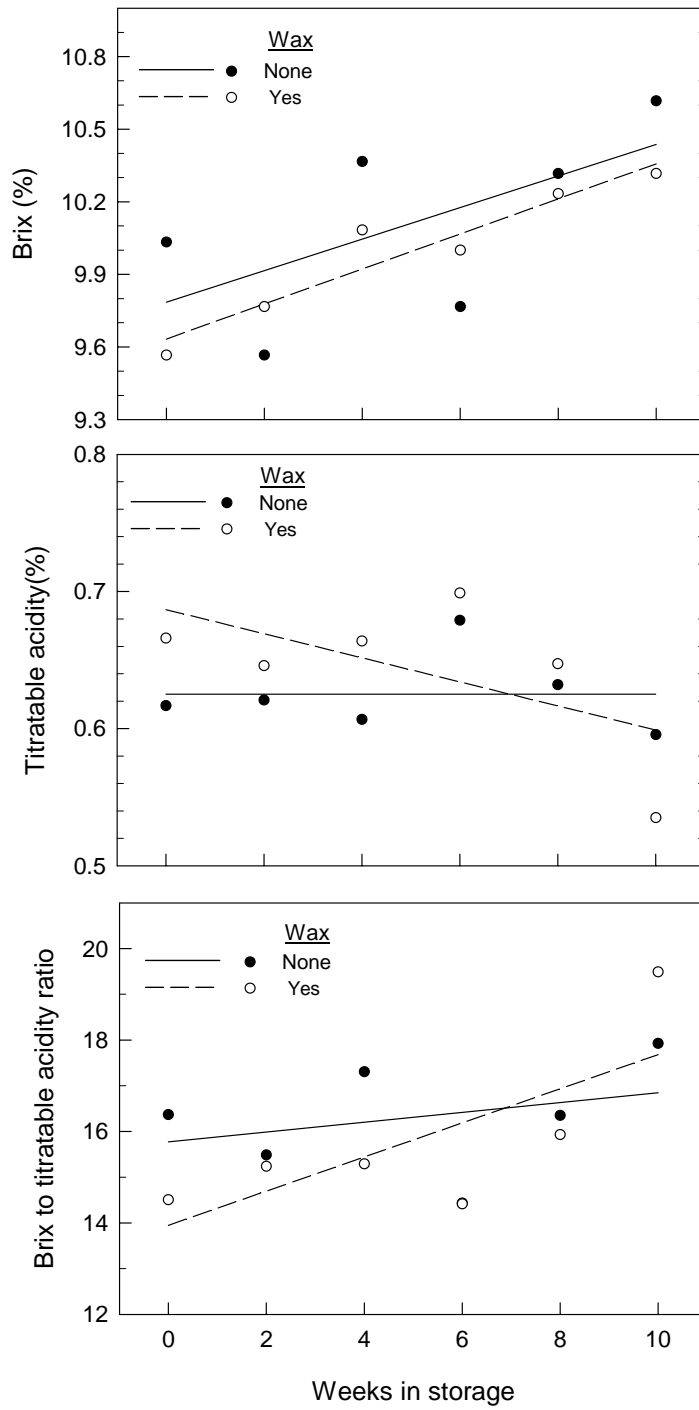 Wax
None
Yes
10.8
10.5
10.2
9.9
9.6
9.3
Brix (%)
Wax
None
Yes
0.8
0.7
0.6
0.5
Titratable acidity(%)
Wax
None
Yes
20
18
16
14
12
Brix to titratable acidity ratio
0 2 4 6 8 10
Weeks in storage